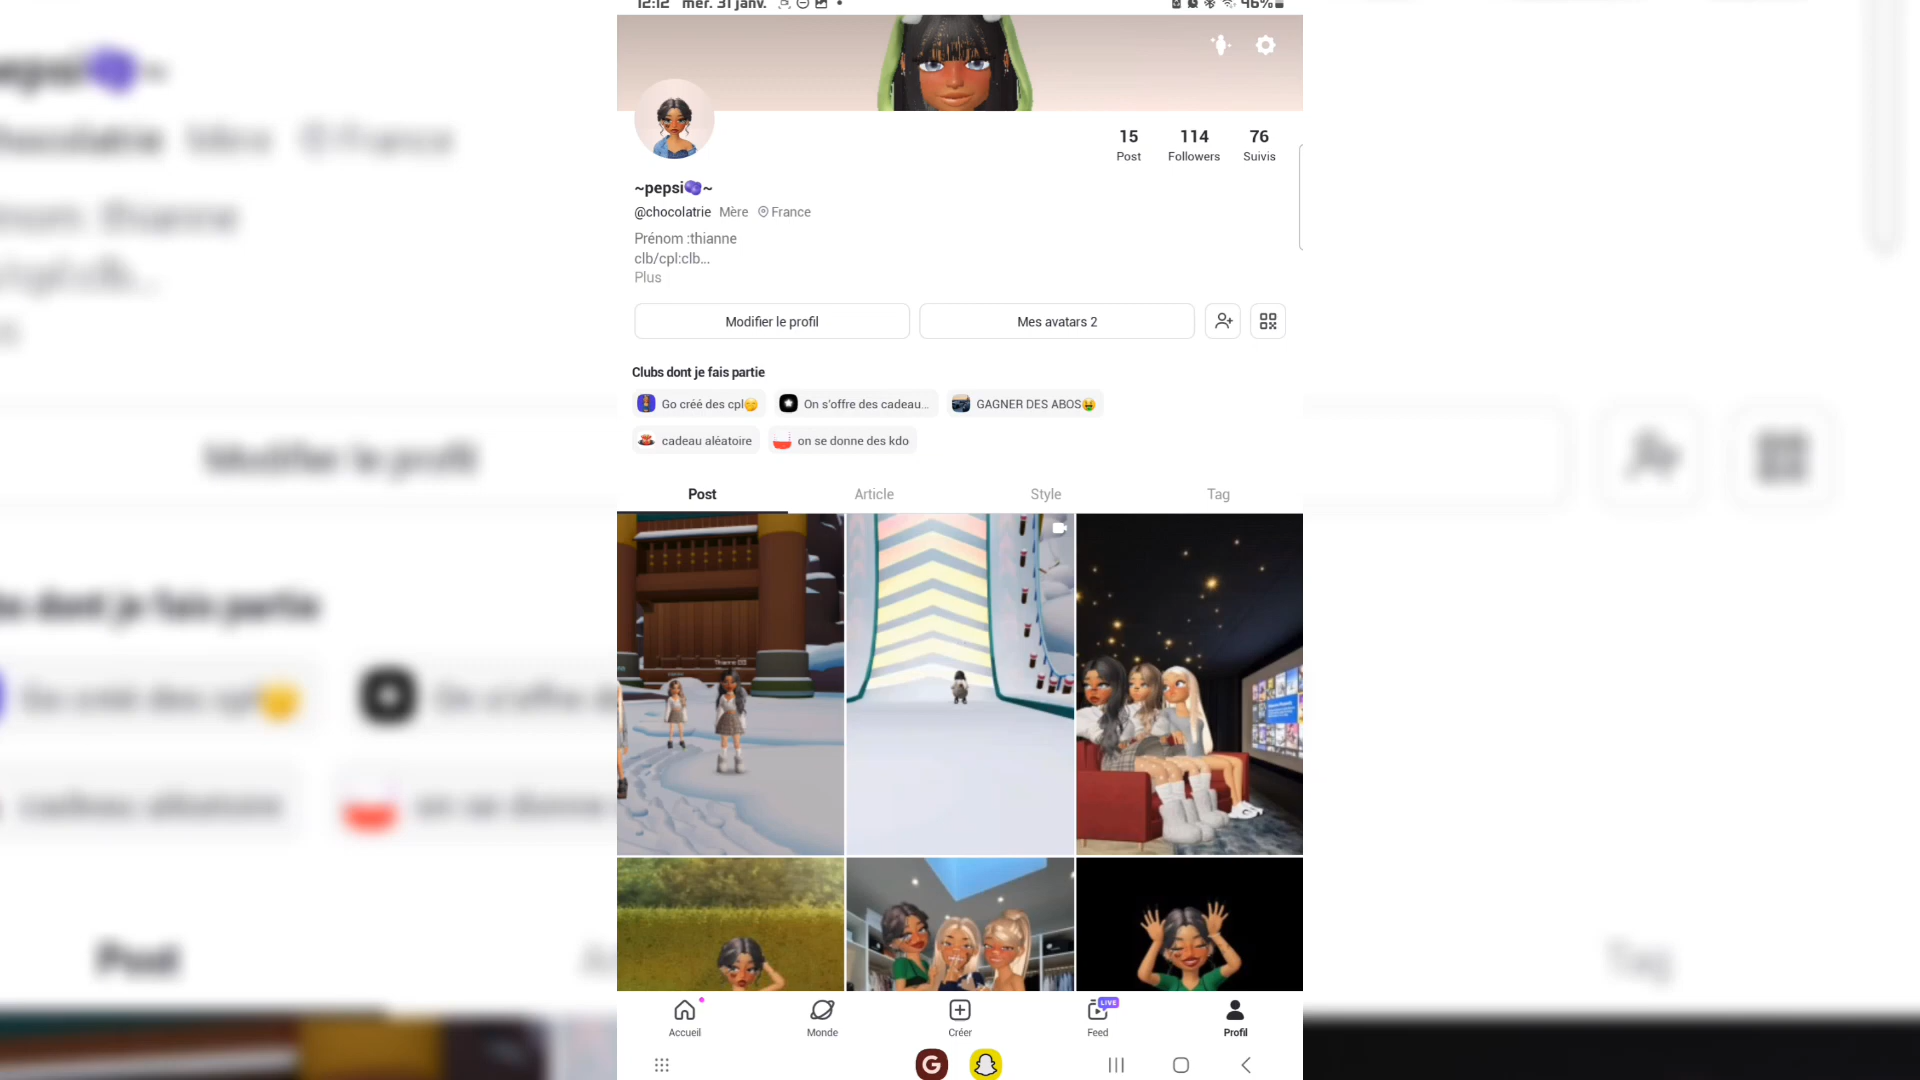 12:12 mer. 31 janv. 46%
15 114 76
Post Followers Suivis
~pepsi~
@chocolatrie Mère France
Prénom :thianne
clb/cpl:clb...
Plus
Modifier le profil
Mes avatars 2
Clubs dont je fais partie
Go créé des cpl
On s'offre des cadeau...
GAGNER DES ABOS
cadeau aléatoire
on se donne des kdo
Post Article Style Tag
Thianne
LIVE
Accueil Monde Créer Feed Profil
G